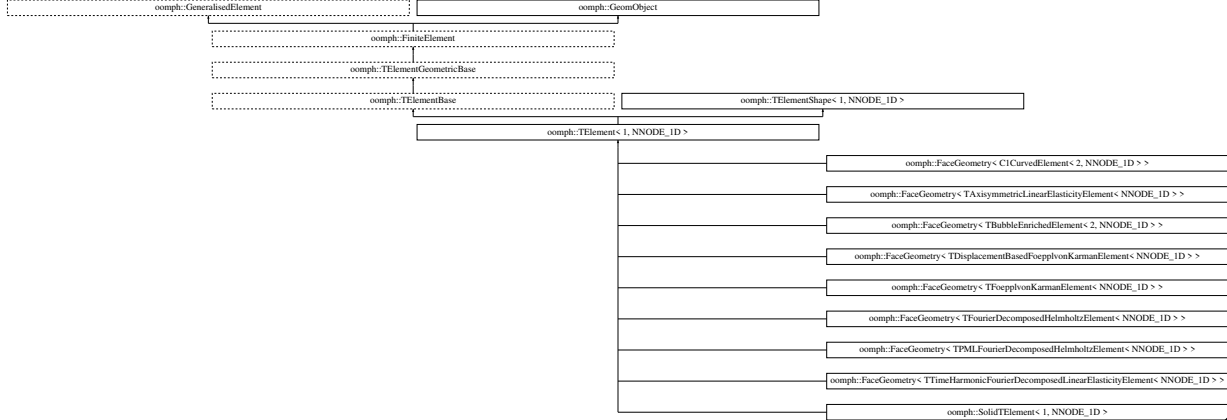 oomph::GeneralisedElement
oomph::GeomObject
oomph::FiniteElement
oomph::TElementGeometricBase
oomph::TElementBase
oomph::TElementShape< 1, NNODE_1D >
oomph::TElement< 1, NNODE_1D >
oomph::FaceGeometry< C1CurvedElement< 2, NNODE_1D > >
oomph::FaceGeometry< TAxisymmetricLinearElasticityElement< NNODE_1D > >
oomph::FaceGeometry< TBubbleEnrichedElement< 2, NNODE_1D > >
oomph::FaceGeometry< TDisplacementBasedFoepplvonKarmanElement< NNODE_1D > >
oomph::FaceGeometry< TFoepplvonKarmanElement< NNODE_1D > >
oomph::FaceGeometry< TFourierDecomposedHelmholtzElement< NNODE_1D > >
oomph::FaceGeometry< TPMLFourierDecomposedHelmholtzElement< NNODE_1D > >
oomph::FaceGeometry< TTimeHarmonicFourierDecomposedLinearElasticityElement< NNODE_1D > >
oomph::SolidTElement< 1, NNODE_1D >